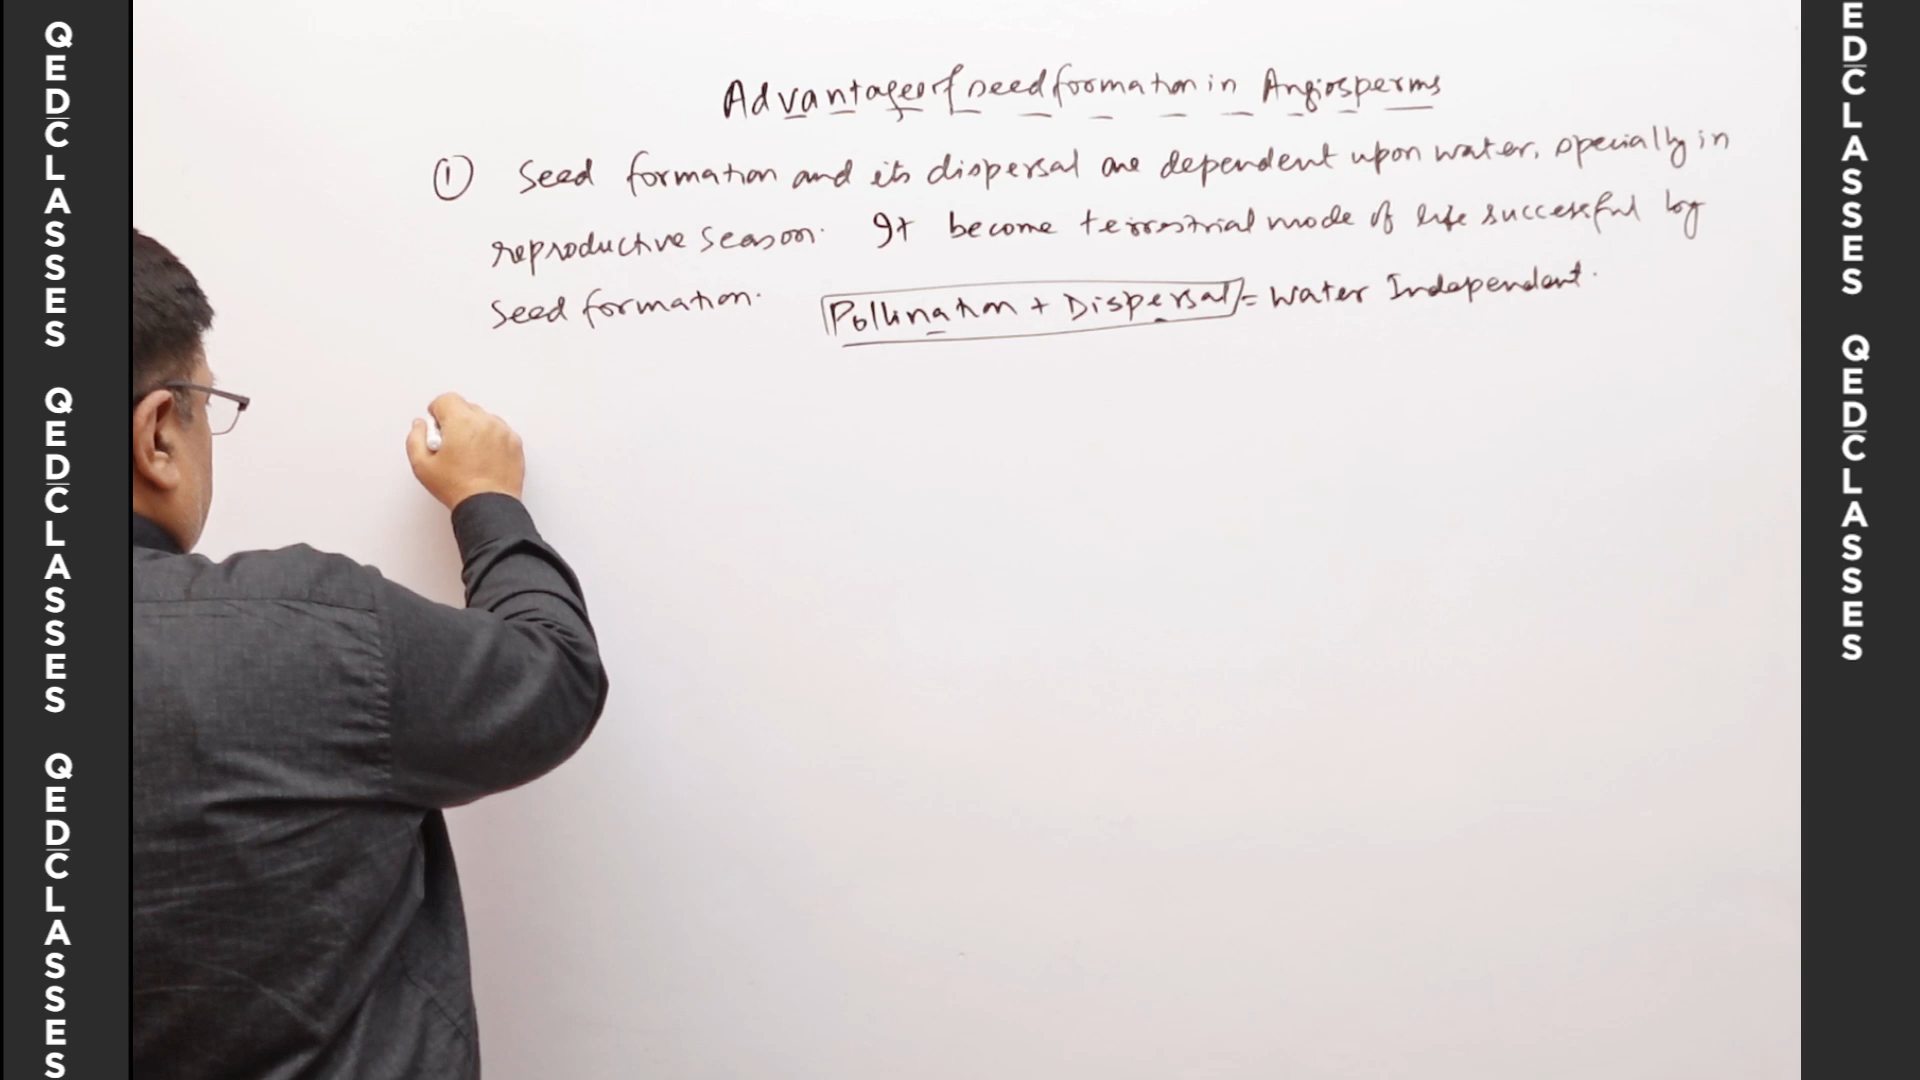 QEDCLASSES QEDCLASSES QEDCLASSES
Advantages of seed formation in Angiosperms
① Seed formation and its dispersal are dependent upon water, specially in
reproductive season. It become terrestrial mode of life successful by
seed formation. Pollination + Dispersal = Water Independent.
EDCLASSES QEDCLASSES